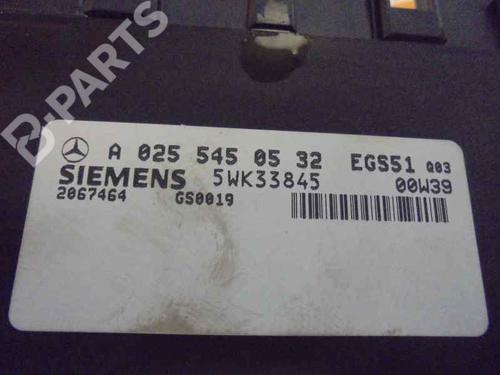 B-PARTS
A 025 545 05 32 EGS51 Q03
SIEMENS 5WK33845 00W39
2067464 GS0019